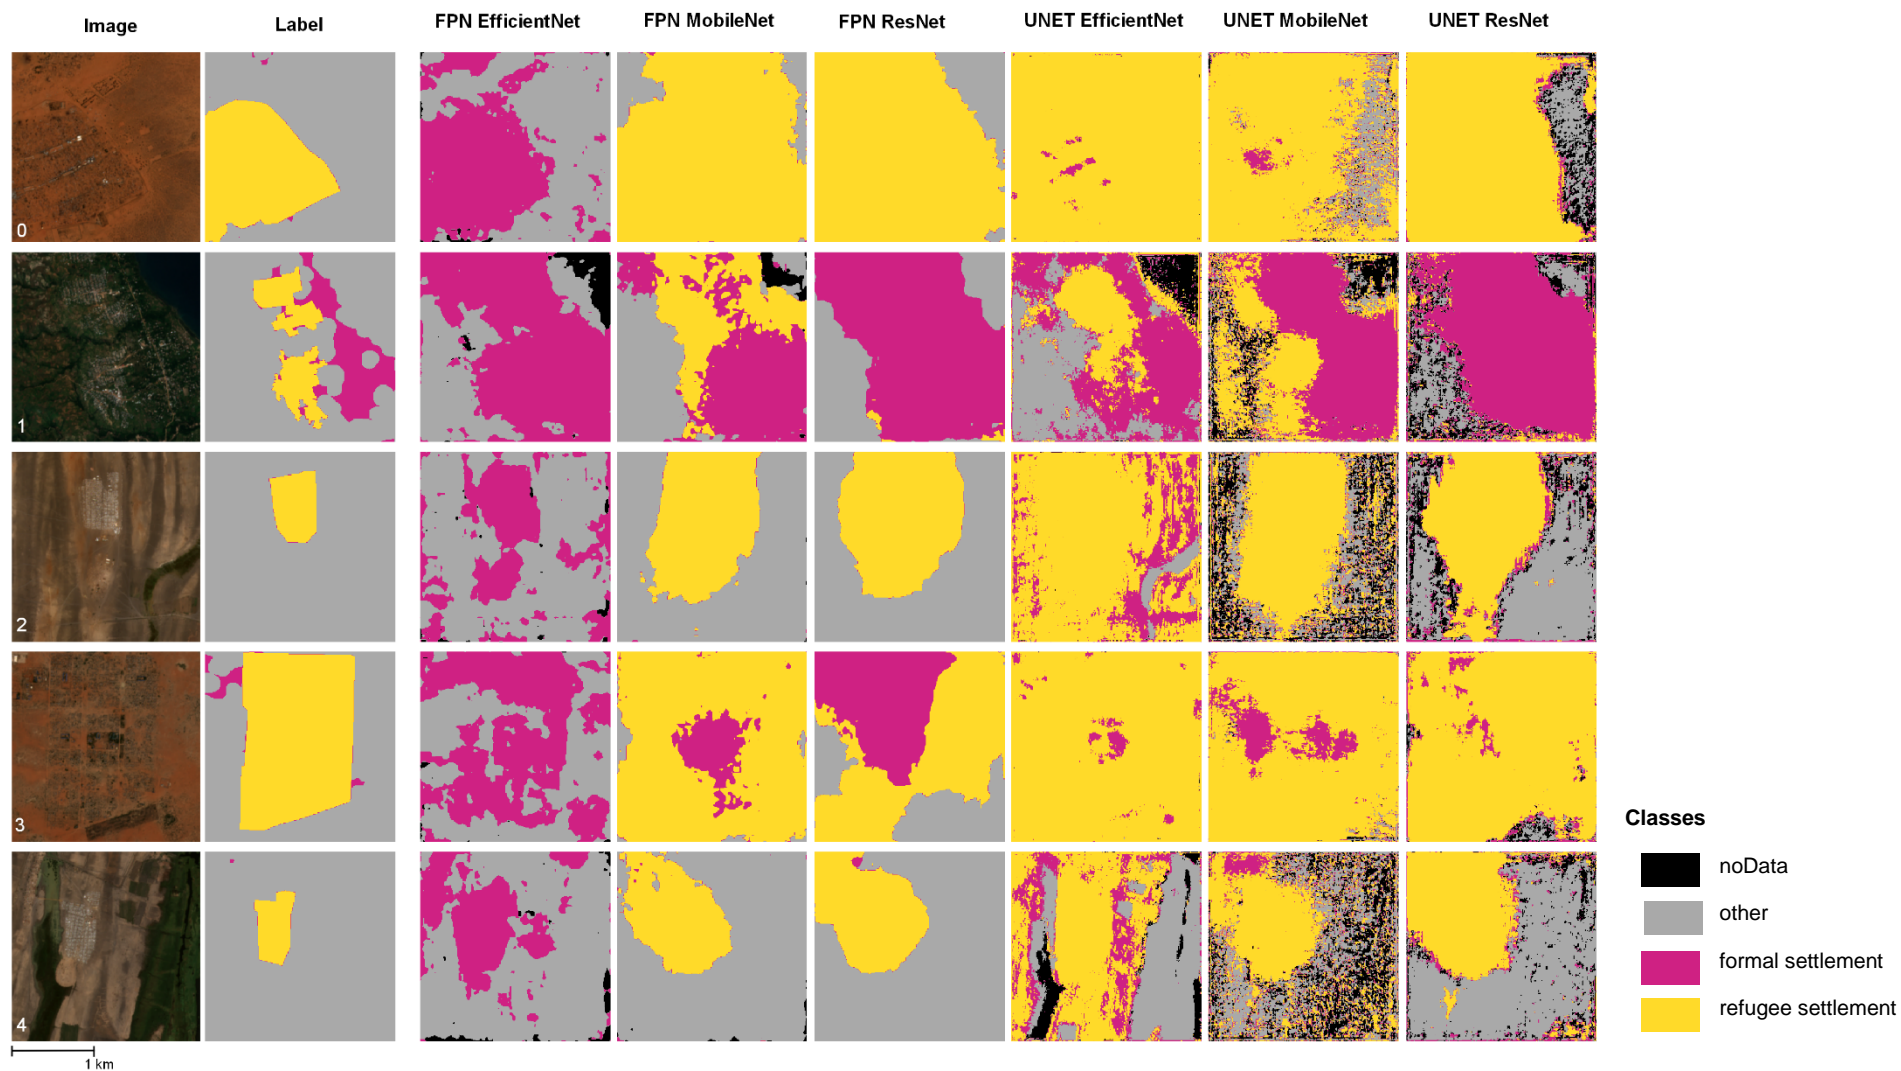 Image
Label
FPN EfficientNet
FPN MobileNet
FPN ResNet
UNET EfficientNet
UNET MobileNet
UNET ResNet
0
1
2
3
4
1 km
Classes
noData
other
formal settlement
refugee settlement